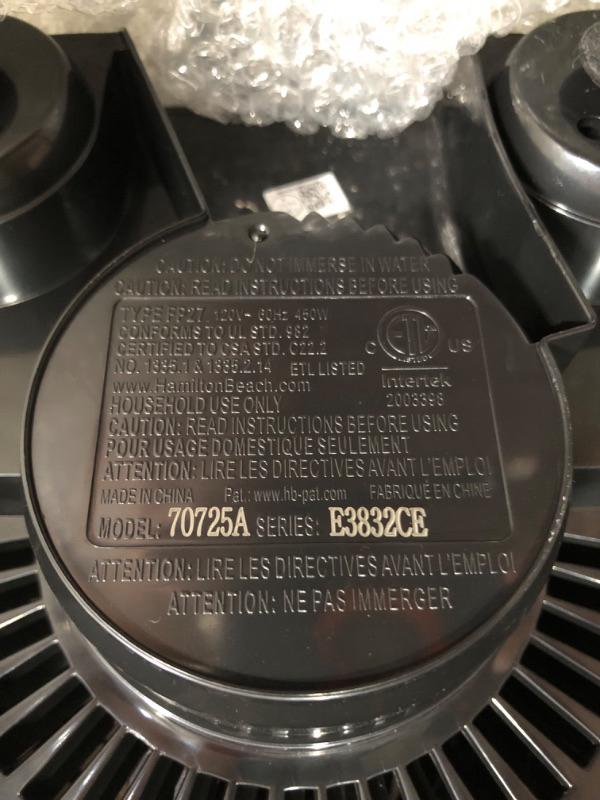 CAUTION: DO NOT IMMERSE IN WATER
CAUTION: READ INSTRUCTIONS BEFORE USING
TYPE FP27 120V~ 60Hz 450W
CONFORMS TO UL STD. 982
CERTIFIED TO CSA STD. C22.2
NO. 1335.1 & 1335.2.14 ETL LISTED
C ETL US
Intertek
www.HamiltonBeach.com
2003398
HOUSEHOLD USE ONLY
CAUTION: READ INSTRUCTIONS BEFORE USING
POUR USAGE DOMESTIQUE SEULEMENT
ATTENTION: LIRE LES DIRECTIVES AVANT L'EMPLOI
MADE IN CHINA Pat.: www.hb-pat.com FABRIQUÉ EN CHINE
MODEL: 70725A SERIES: E3832CE
ATTENTION: LIRE LES DIRECTIVES AVANT L'EMPLOI
ATTENTION: NE PAS IMMERGER